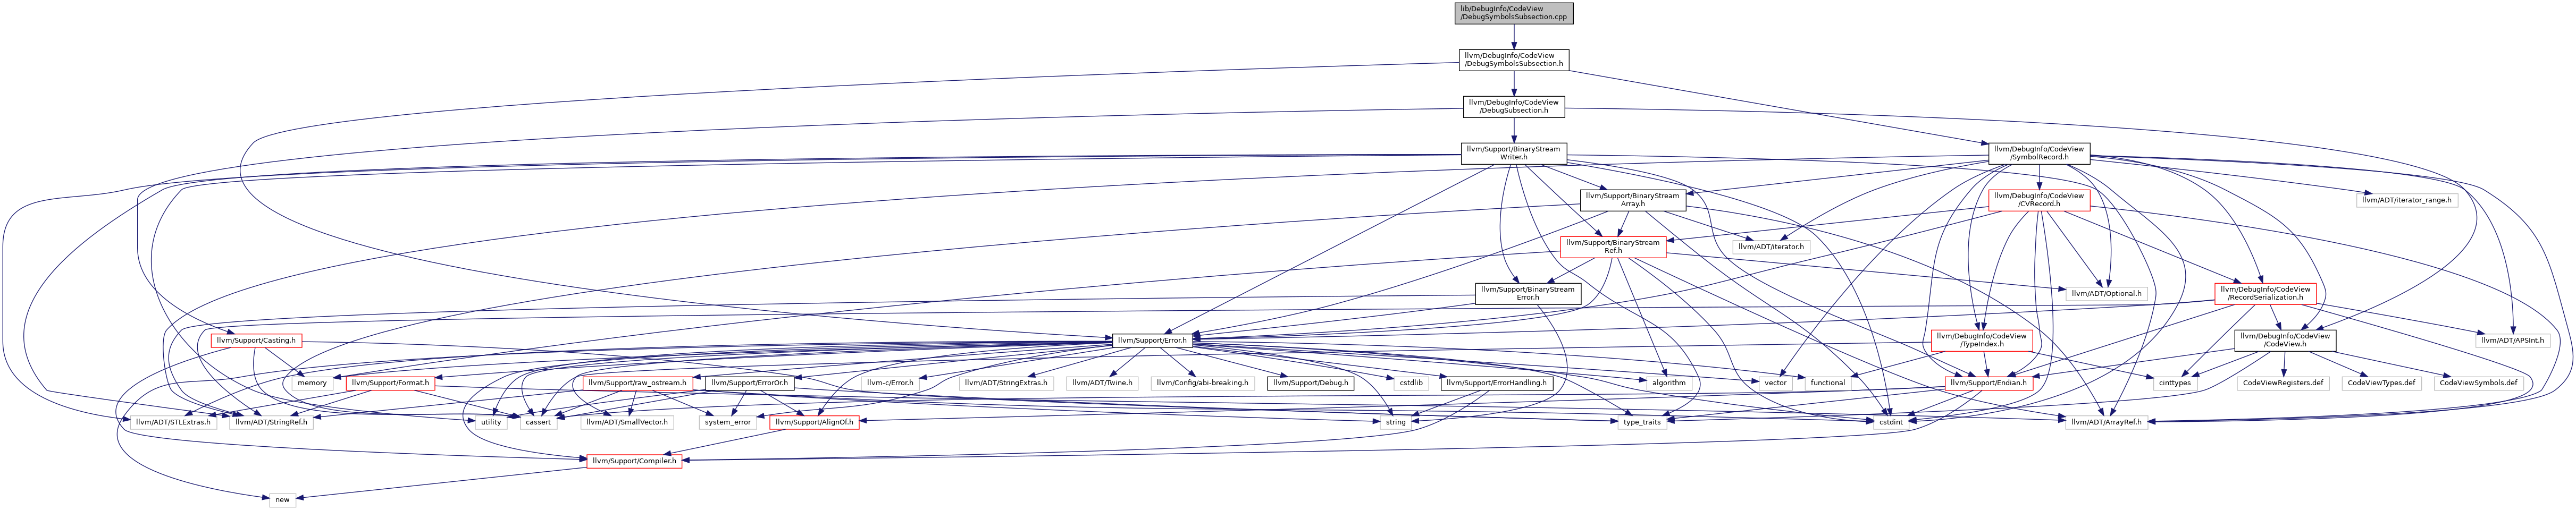 lib/DebugInfo/CodeView
/DebugSymbolsSubsection.cpp
llvm/DebugInfo/CodeView
/DebugSymbolsSubsection.h
llvm/DebugInfo/CodeView
/DebugSubsection.h
llvm/Support/BinaryStream
Writer.h
llvm/DebugInfo/CodeView
/SymbolRecord.h
llvm/Support/BinaryStream
Array.h
llvm/DebugInfo/CodeView
/CVRecord.h
llvm/ADT/iterator_range.h
llvm/Support/BinaryStream
Ref.h
llvm/ADT/iterator.h
llvm/Support/BinaryStream
Error.h
llvm/ADT/Optional.h
llvm/DebugInfo/CodeView
/RecordSerialization.h
llvm/Support/Casting.h
llvm/Support/Error.h
llvm/DebugInfo/CodeView
/TypeIndex.h
llvm/DebugInfo/CodeView
/CodeView.h
llvm/ADT/APSInt.h
memory
llvm/Support/Format.h
llvm/Support/raw_ostream.h
llvm/Support/ErrorOr.h
llvm-c/Error.h
llvm/ADT/StringExtras.h
llvm/ADT/Twine.h
llvm/Config/abi-breaking.h
llvm/Support/Debug.h
cstdlib
llvm/Support/ErrorHandling.h
algorithm
vector
functional
llvm/Support/Endian.h
cinttypes
CodeViewRegisters.def
CodeViewTypes.def
CodeViewSymbols.def
llvm/ADT/STLExtras.h
llvm/ADT/StringRef.h
utility
cassert
llvm/ADT/SmallVector.h
system_error
llvm/Support/AlignOf.h
string
type_traits
cstdint
llvm/ADT/ArrayRef.h
llvm/Support/Compiler.h
new